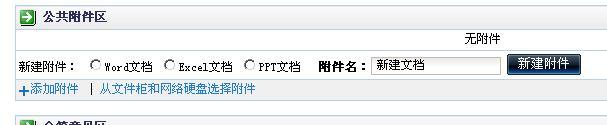 公共附件区
无附件
新建附件： Word文档 Excel文档 PPT文档 附件名： 新建文档 新建附件
添加附件 | 从文件柜和网络硬盘选择附件